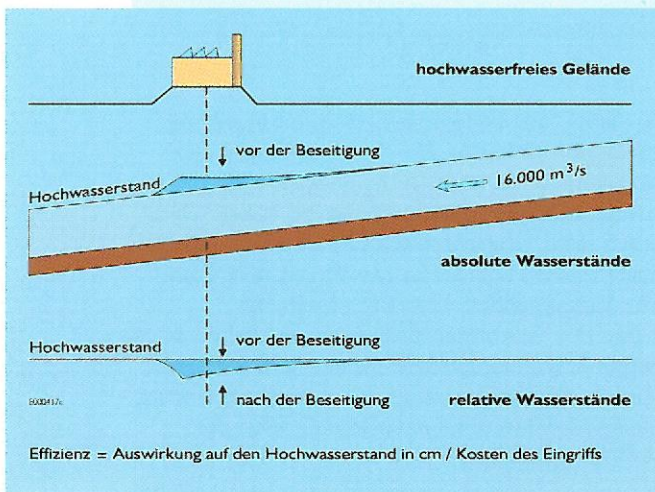 hochwasserfreies Gelände
vor der Beseitigung
Hochwasserstand
16.000 m³/s
absolute Wasserstände
Hochwasserstand
vor der Beseitigung
nach der Beseitigung
relative Wasserstände
Effizienz = Auswirkung auf den Hochwasserstand in cm / Kosten des Eingriffs